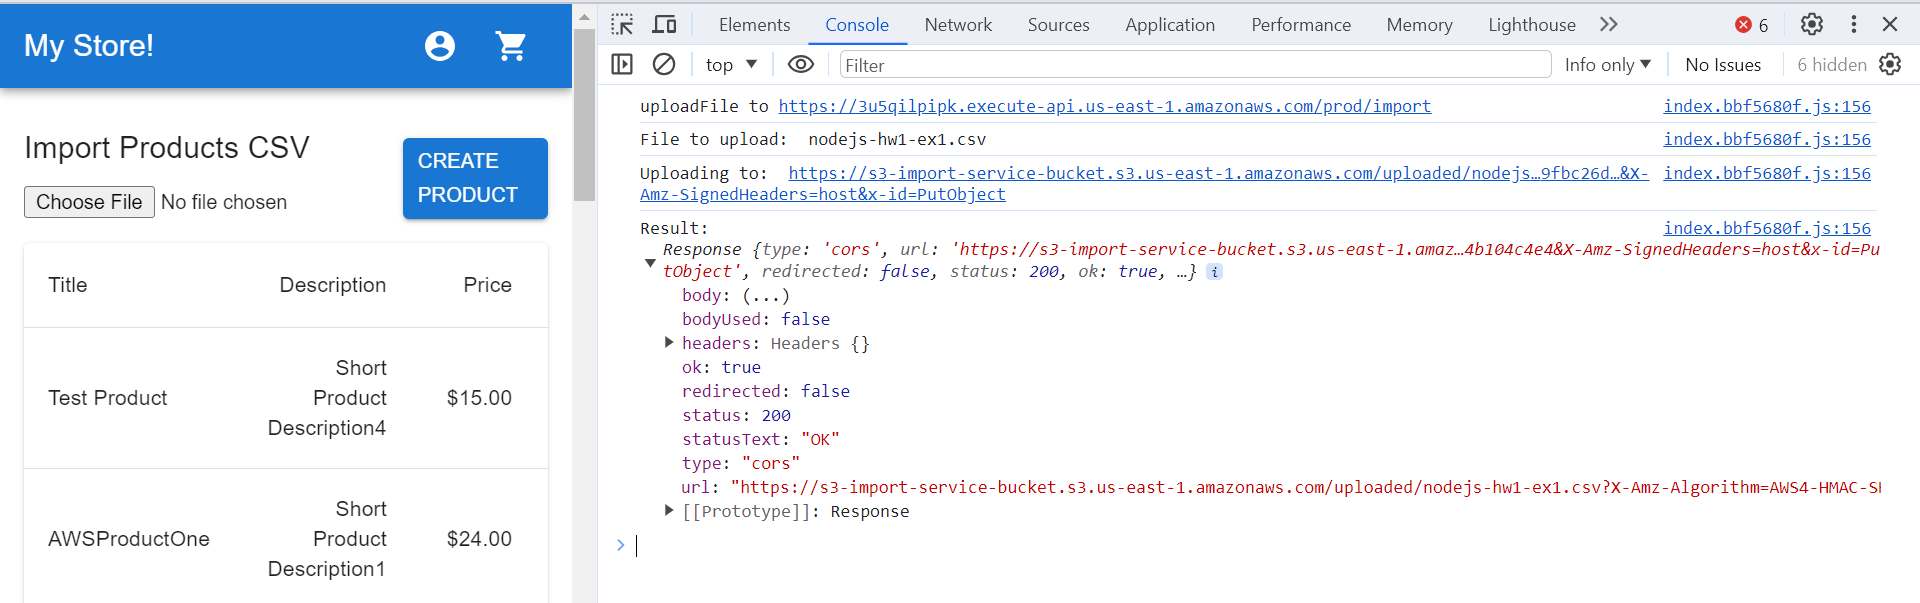 My Store!
Import Products CSV
CREATE
PRODUCT
Choose File No file chosen
Title Description Price
Test Product Short Product Description4 $15.00
AWSProductOne Short Product Description1 $24.00
Elements Console Network Sources Application Performance Memory Lighthouse 6
top Filter Info only No Issues 6 hidden
uploadFile to https://3u5qilpipk.execute-api.us-east-1.amazonaws.com/prod/import index.bbf5680f.js:156
File to upload: nodejs-hw1-ex1.csv index.bbf5680f.js:156
Uploading to: https://s3-import-service-bucket.s3.us-east-1.amazonaws.com/uploaded/nodejs…9fbc26d…&X- index.bbf5680f.js:156
Amz-SignedHeaders=host&x-id=PutObject
Result: index.bbf5680f.js:156
Response {type: 'cors', url: 'https://s3-import-service-bucket.s3.us-east-1.amaz…4b104c4e4&X-Amz-SignedHeaders=host&x-id=Pu
tObject', redirected: false, status: 200, ok: true, …} i
body: (...)
bodyUsed: false
headers: Headers {}
ok: true
redirected: false
status: 200
statusText: "OK"
type: "cors"
url: "https://s3-import-service-bucket.s3.us-east-1.amazonaws.com/uploaded/nodejs-hw1-ex1.csv?X-Amz-Algorithm=AWS4-HMAC-SH
[[Prototype]]: Response